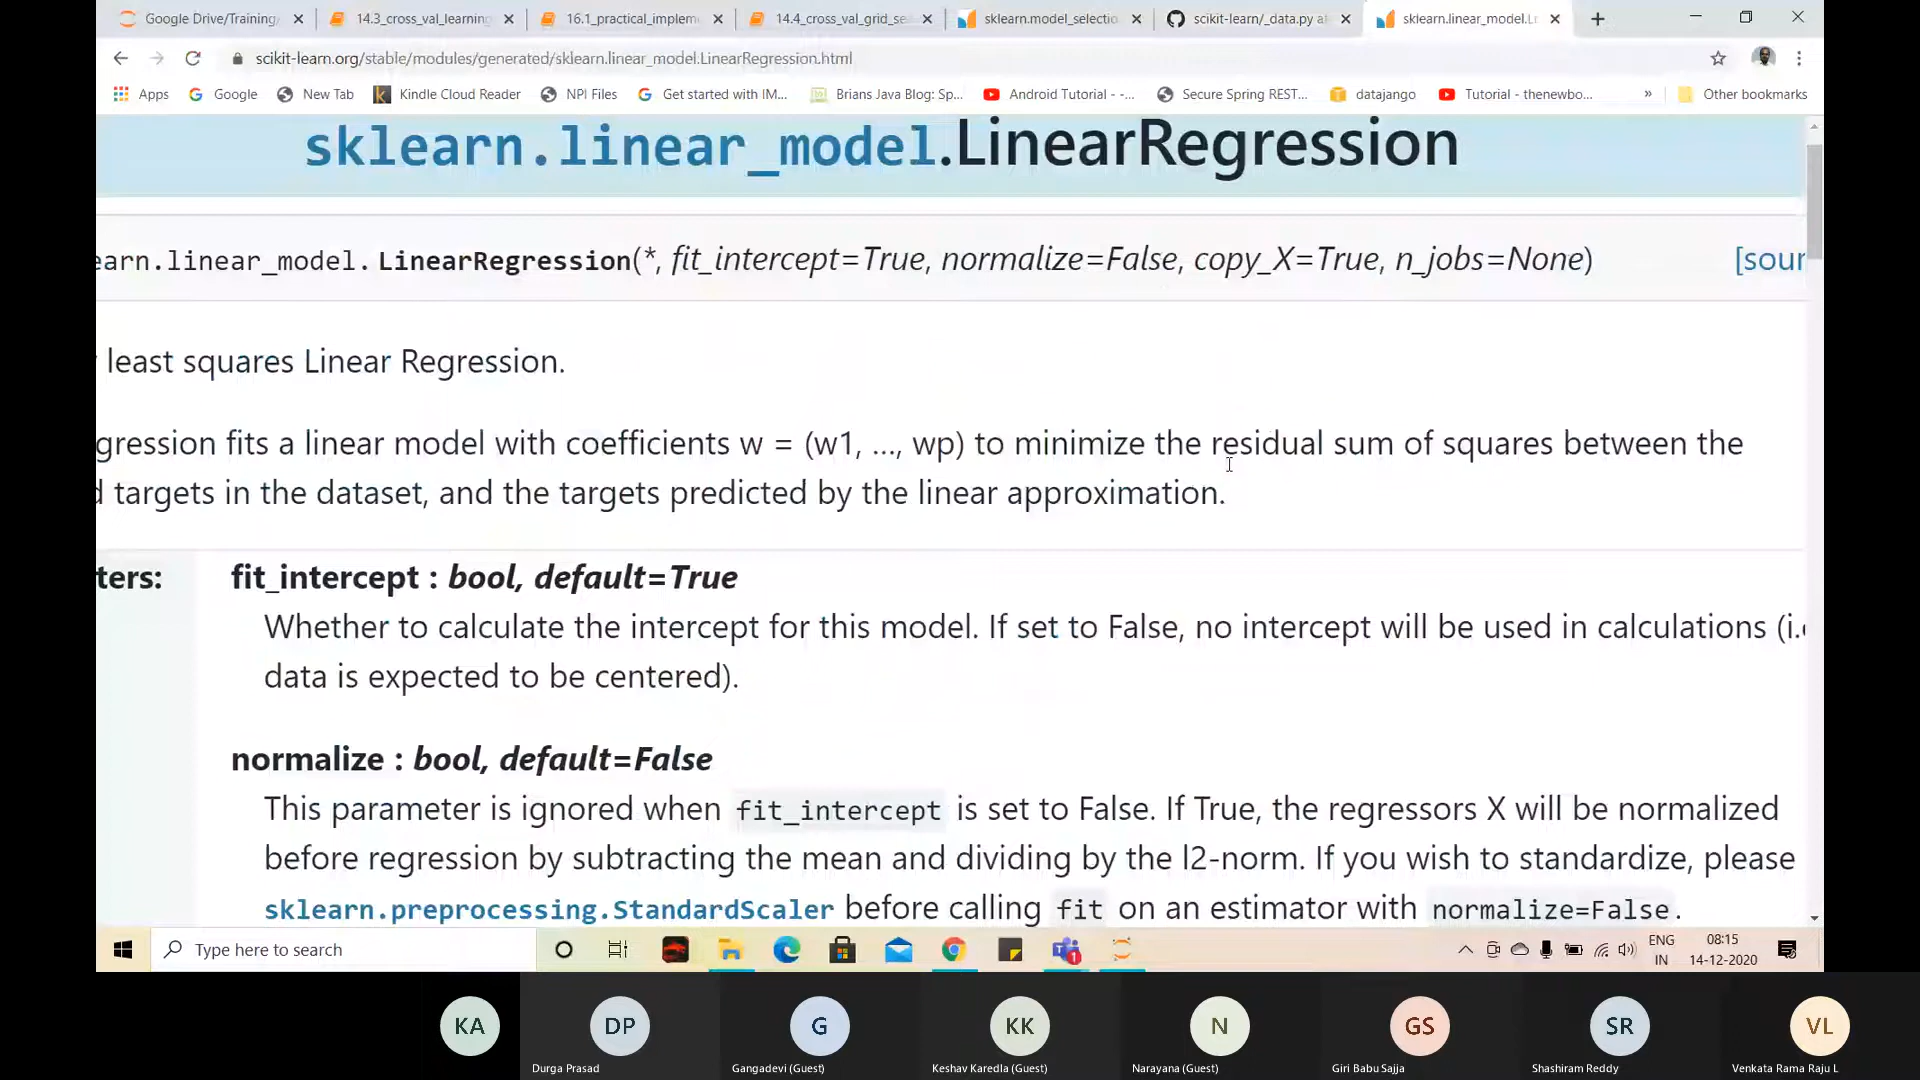 Google Drive/Training/
14.3_cross_val_learning
16.1_practical_implem
14.4_cross_val_grid_se
sklearn.model_selectio
scikit-learn/_data.py a
sklearn.linear_model.L
scikit-learn.org/stable/modules/generated/sklearn.linear_model.LinearRegression.html
Apps
Google
New Tab
Kindle Cloud Reader
NPI Files
Get started with IM...
Brians Java Blog: Sp...
Android Tutorial - -...
Secure Spring REST...
datajango
Tutorial - thenewbo...
»
Other bookmarks
sklearn.linear_model.LinearRegression
earn.linear_model.LinearRegression(*, fit_intercept=True, normalize=False, copy_X=True, n_jobs=None)
[sour
least squares Linear Regression.
gression fits a linear model with coefficients w = (w1, …, wp) to minimize the residual sum of squares between the
d targets in the dataset, and the targets predicted by the linear approximation.
ters:
fit_intercept : bool, default=True
Whether to calculate the intercept for this model. If set to False, no intercept will be used in calculations (i.e
data is expected to be centered).
normalize : bool, default=False
This parameter is ignored when fit_intercept is set to False. If True, the regressors X will be normalized
before regression by subtracting the mean and dividing by the l2-norm. If you wish to standardize, please
sklearn.preprocessing.StandardScaler before calling fit on an estimator with normalize=False.
Type here to search
1
ENG
IN
08:15
14-12-2020
KA
DP
G
KK
N
GS
SR
VL
Durga Prasad
Gangadevi (Guest)
Keshav Karedla (Guest)
Narayana (Guest)
Giri Babu Sajja
Shashiram Reddy
Venkata Rama Raju L